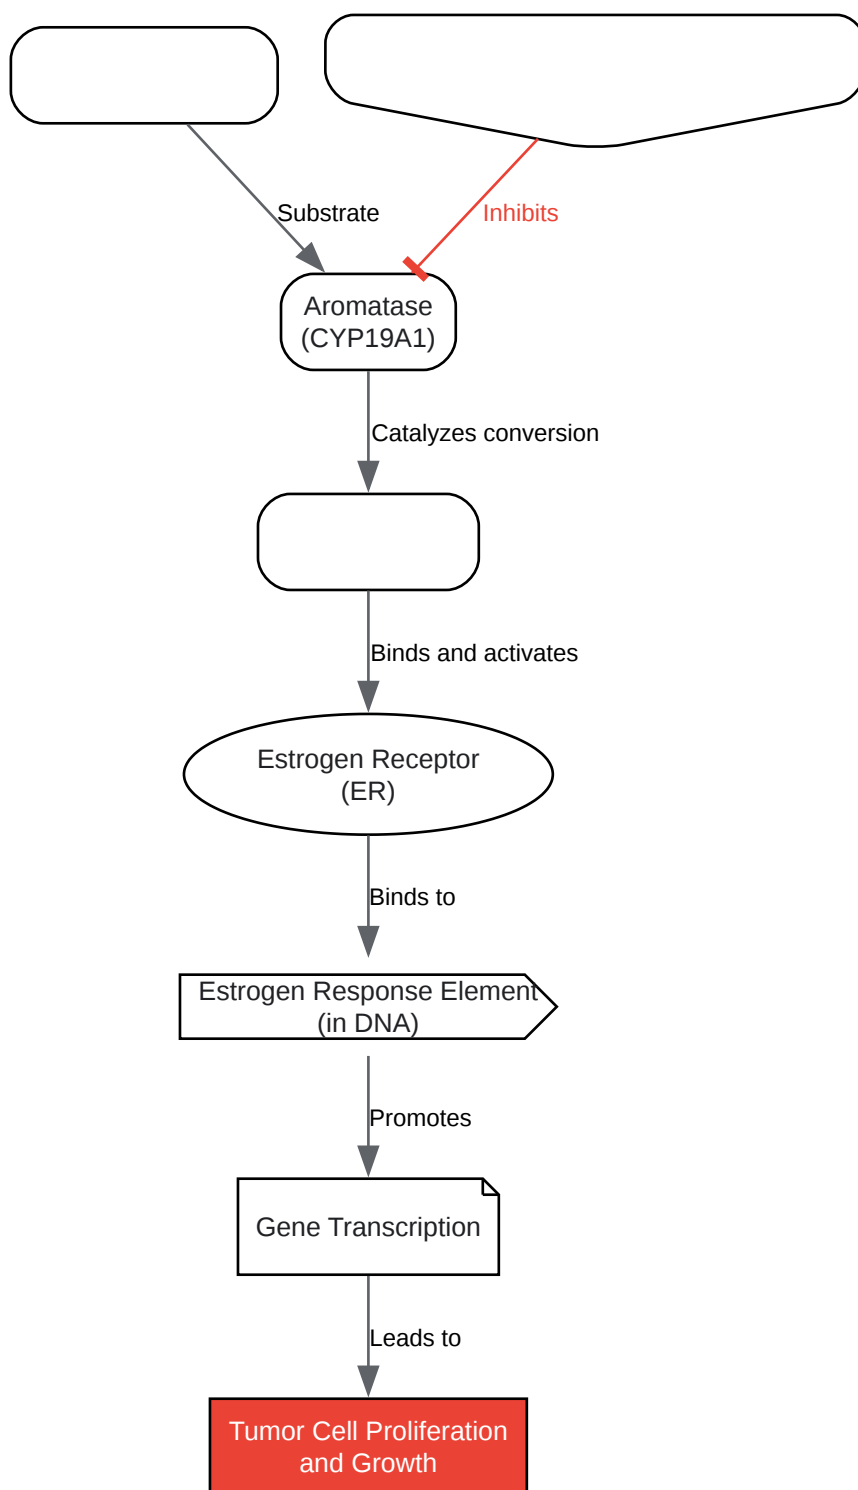 Substrate
Inhibits
Aromatase
(CYP19A1)
Catalyzes conversion
Binds and activates
Estrogen Receptor
(ER)
Binds to
Estrogen Response Element
(in DNA)
Promotes
Gene Transcription
Leads to
Tumor Cell Proliferation
and Growth